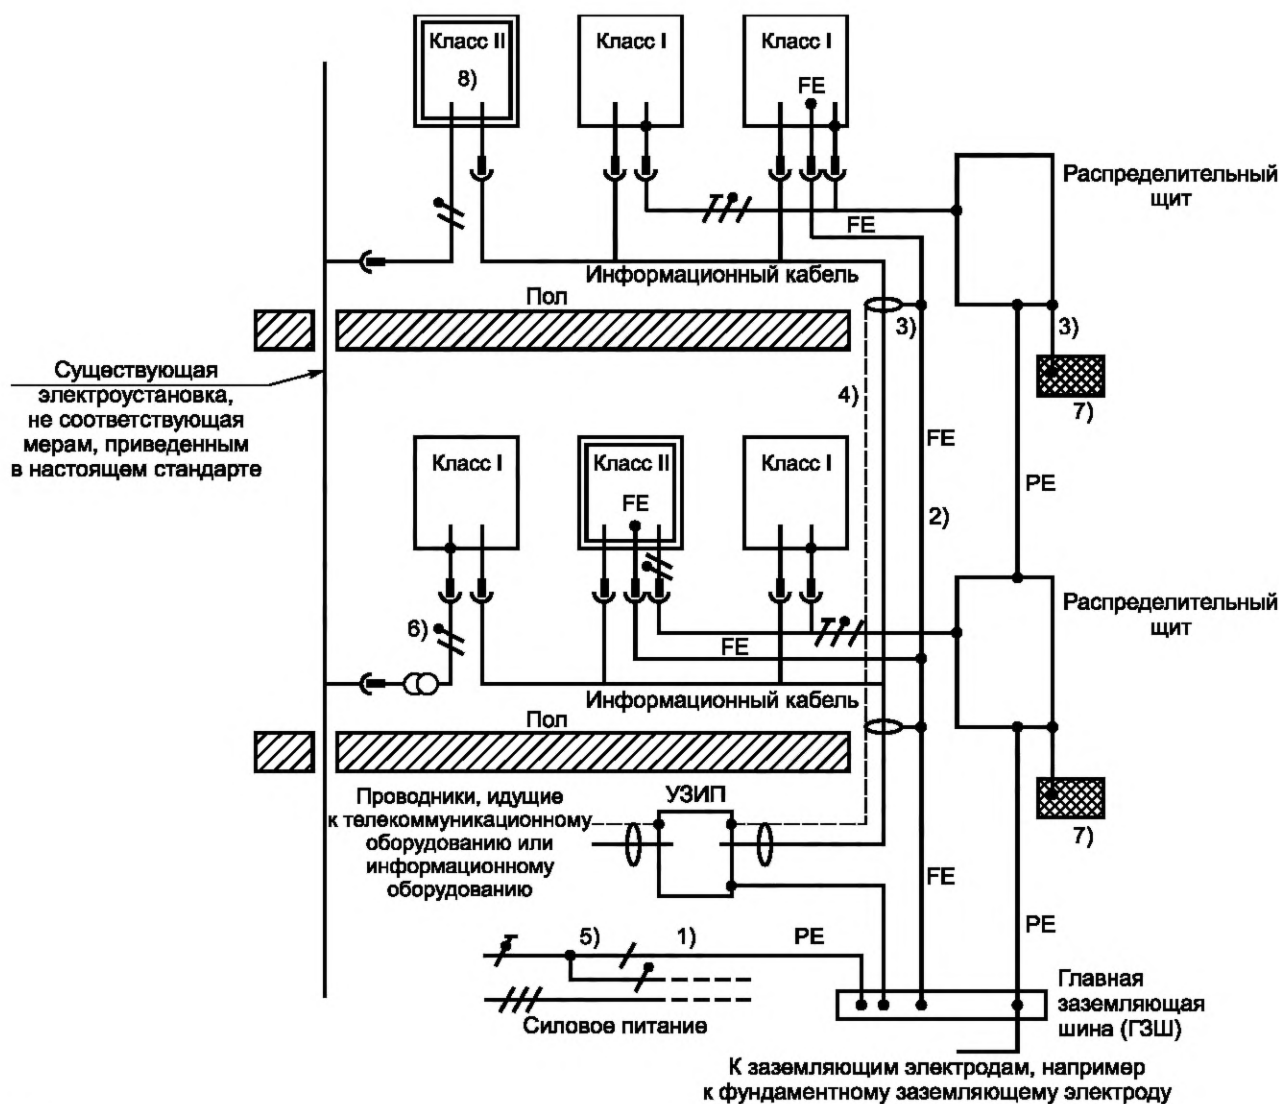 Класс II
8)
Класс I
Класс I
FE
Распределительный
щит
FE
Информационный кабель
Пол
3)
3)
Существующая
электроустановка,
не соответствующая
мерам, приведенным
в настоящем стандарте
4)
7)
FE
Класс I
Класс II
FE
Класс I
PE
2)
Распределительный
щит
6)
FE
Информационный кабель
Пол
УЗИП
Проводники, идущие
к телекоммуникационному
оборудованию или
информационному
оборудованию
7)
FE
PE
5)
1)
PE
Силовое питание
Главная
заземляющая
шина (ГЗШ)
К заземляющим электродам, например
к фундаментному заземляющему электроду